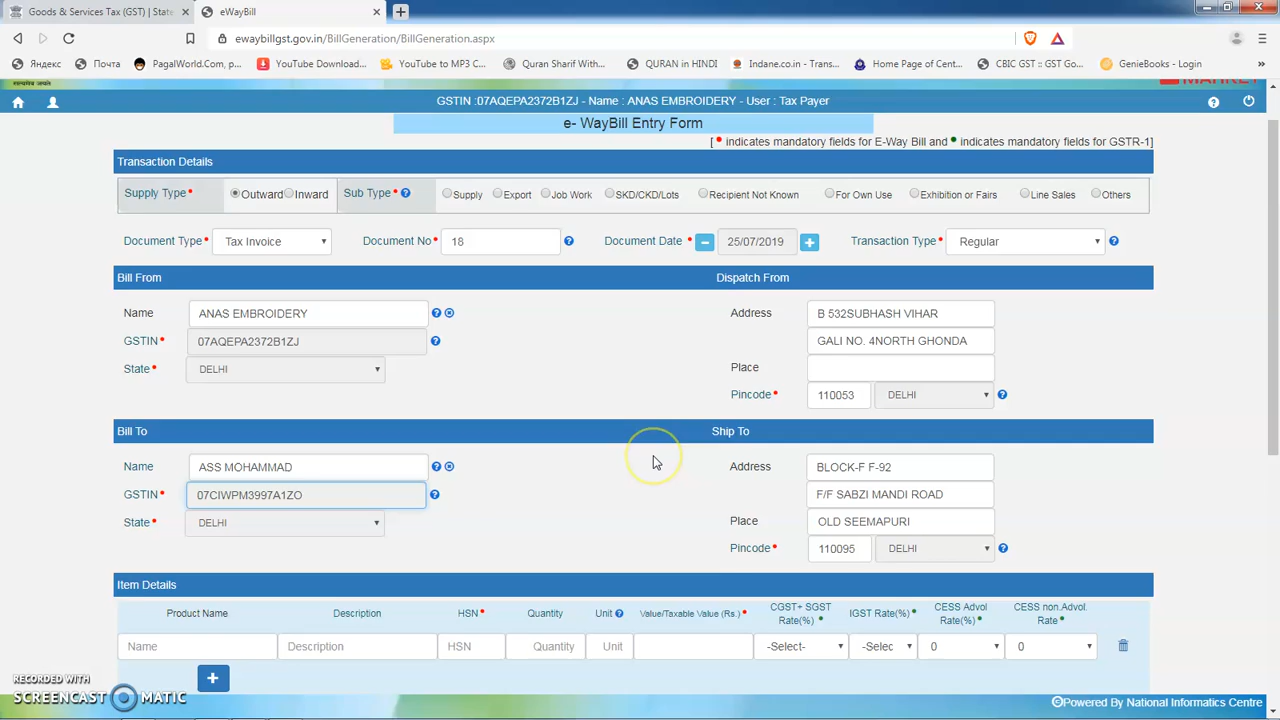 Goods & Services Tax (GST) | State
eWayBill
ewaybillgst.gov.in/BillGeneration/BillGeneration.aspx
Яндекс
Почта
PagalWorld.Com, p...
YouTube Download...
YouTube to MP3 C...
Qurn Sharif With...
QURAN in HINDI
Indane.co.in - Trans...
Home Page of Cent...
CBIC GST :: GST Go...
GenieBooks - Login
सत्यमेव जयते
MARKET
GSTIN :07AQEPA2372B1ZJ - Name : ANAS EMBROIDERY - User : Tax Payer
e- WayBill Entry Form
[ • indicates mandatory fields for E-Way Bill and • indicates mandatory fields for GSTR-1]
Transaction Details
Supply Type • Outward Inward Sub Type • Supply Export Job Work SKD/CKD/Lots Recipient Not Known For Own Use Exhibition or Fairs Line Sales Others
Document Type • Tax Invoice Document No • 18 Document Date • 25/07/2019 Transaction Type • Regular
Bill From
Dispatch From
Name ANAS EMBROIDERY
Address B 532SUBHASH VIHAR
GSTIN • 07AQEPA2372B1ZJ
GALI NO. 4NORTH GHONDA
State • DELHI
Place
Pincode • 110053 DELHI
Bill To
Ship To
Name ASS MOHAMMAD
Address BLOCK-F F-92
GSTIN • 07CIWPM3997A1ZO
F/F SABZI MANDI ROAD
State • DELHI
Place OLD SEEMAPURI
Pincode • 110095 DELHI
Item Details
Product Name
Description
HSN •
Quantity
Unit
Value/Taxable Value (Rs.) •
CGST+ SGST
Rate(%) •
IGST Rate(%) •
CESS Advol
Rate(%) •
CESS non.Advol.
Rate •
Name Description HSN Quantity Unit -Select- -Selec 0 0
+
RECORDED WITH
SCREENCAST MATIC
Powered By National Informatics Centre